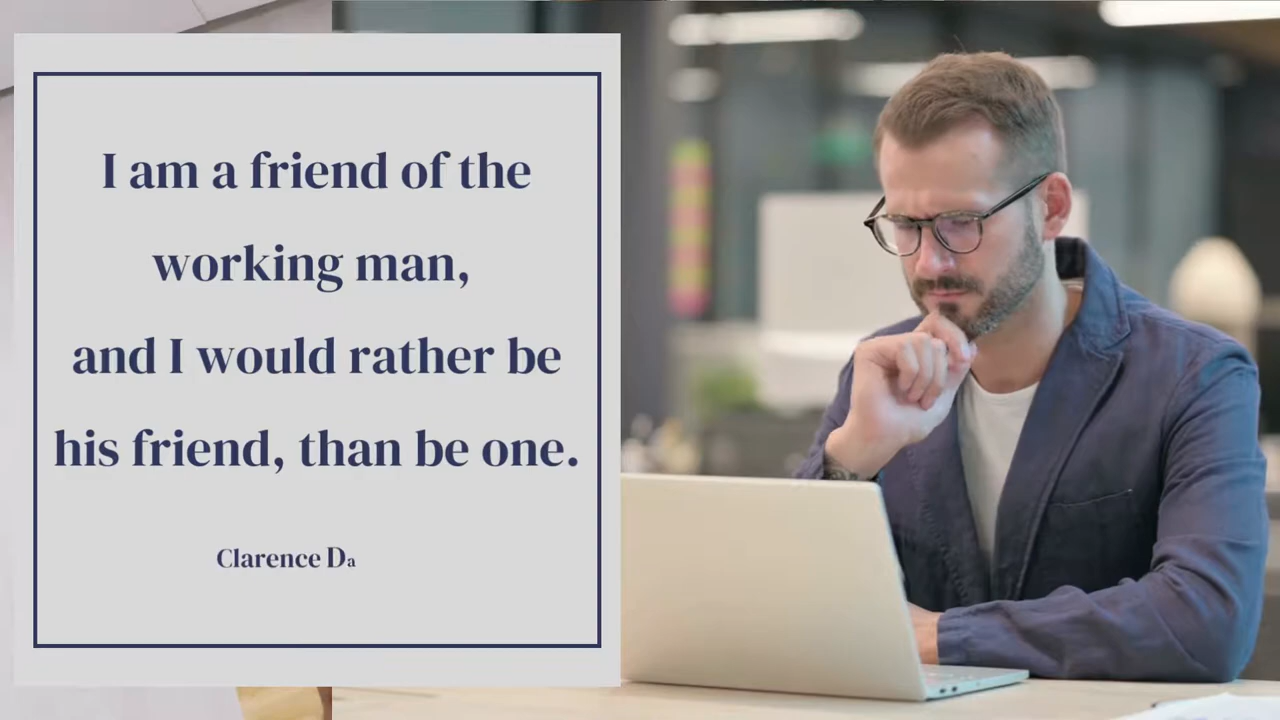 I am a friend of the
working man,
and I would rather be
his friend, than be one.
Clarence Da